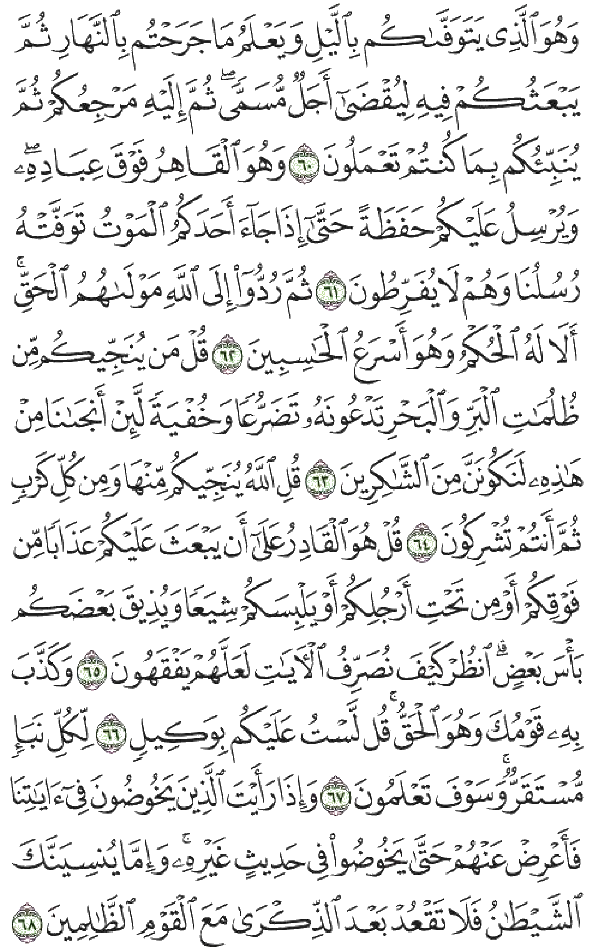 وَهُوَ ٱلَّذِى يَتَوَفَّىٰكُم بِٱلَّيْلِ وَيَعْلَمُ مَا جَرَحْتُم بِٱلنَّهَارِ ثُمَّ
يَبْعَثُكُمْ فِيهِ لِيُقْضَىٰٓ أَجَلٌ مُّسَمًّى ۖ ثُمَّ إِلَيْهِ مَرْجِعُكُمْ ثُمَّ
يُنَبِّئُكُم بِمَا كُنتُمْ تَعْمَلُونَ ٦٠ وَهُوَ ٱلْقَاهِرُ فَوْقَ عِبَادِهِۦ ۖ
وَيُرْسِلُ عَلَيْكُمْ حَفَظَةً حَتَّىٰٓ إِذَا جَآءَ أَحَدَكُمُ ٱلْمَوْتُ تَوَفَّتْهُ
رُسُلُنَا وَهُمْ لَا يُفَرِّطُونَ ٦١ ثُمَّ رُدُّوٓا۟ إِلَى ٱللَّهِ مَوْلَىٰهُمُ ٱلْحَقِّ ۚ
أَلَا لَهُ ٱلْحُكْمُ وَهُوَ أَسْرَعُ ٱلْحَـٰسِبِينَ ٦٢ قُلْ مَن يُنَجِّيكُم مِّن
ظُلُمَـٰتِ ٱلْبَرِّ وَٱلْبَحْرِ تَدْعُونَهُۥ تَضَرُّعًا وَخُفْيَةً لَّئِنْ أَنجَىٰنَا مِنْ
هَـٰذِهِۦ لَنَكُونَنَّ مِنَ ٱلشَّـٰكِرِينَ ٦٣ قُلِ ٱللَّهُ يُنَجِّيكُم مِّنْهَا وَمِن كُلِّ كَرْبٍ
ثُمَّ أَنتُمْ تُشْرِكُونَ ٦٤ قُلْ هُوَ ٱلْقَادِرُ عَلَىٰٓ أَن يَبْعَثَ عَلَيْكُمْ عَذَابًا مِّن
فَوْقِكُمْ أَوْ مِن تَحْتِ أَرْجُلِكُمْ أَوْ يَلْبِسَكُمْ شِيَعًا وَيُذِيقَ بَعْضَكُم
بَأْسَ بَعْضٍ ۗ ٱنظُرْ كَيْفَ نُصَرِّفُ ٱلْـَٔايَـٰتِ لَعَلَّهُمْ يَفْقَهُونَ ٦٥ وَكَذَّبَ
بِهِۦ قَوْمُكَ وَهُوَ ٱلْحَقُّ ۚ قُل لَّسْتُ عَلَيْكُم بِوَكِيلٍ ٦٦ لِّكُلِّ نَبَإٍ
مُّسْتَقَرٌّ ۚ وَسَوْفَ تَعْلَمُونَ ٦٧ وَإِذَا رَأَيْتَ ٱلَّذِينَ يَخُوضُونَ فِىٓ ءَايَـٰتِنَا
فَأَعْرِضْ عَنْهُمْ حَتَّىٰ يَخُوضُوا۟ فِى حَدِيثٍ غَيْرِهِۦ ۚ وَإِمَّا يُنسِيَنَّكَ
ٱلشَّيْطَـٰنُ فَلَا تَقْعُدْ بَعْدَ ٱلذِّكْرَىٰ مَعَ ٱلْقَوْمِ ٱلظَّـٰلِمِينَ ٦٨